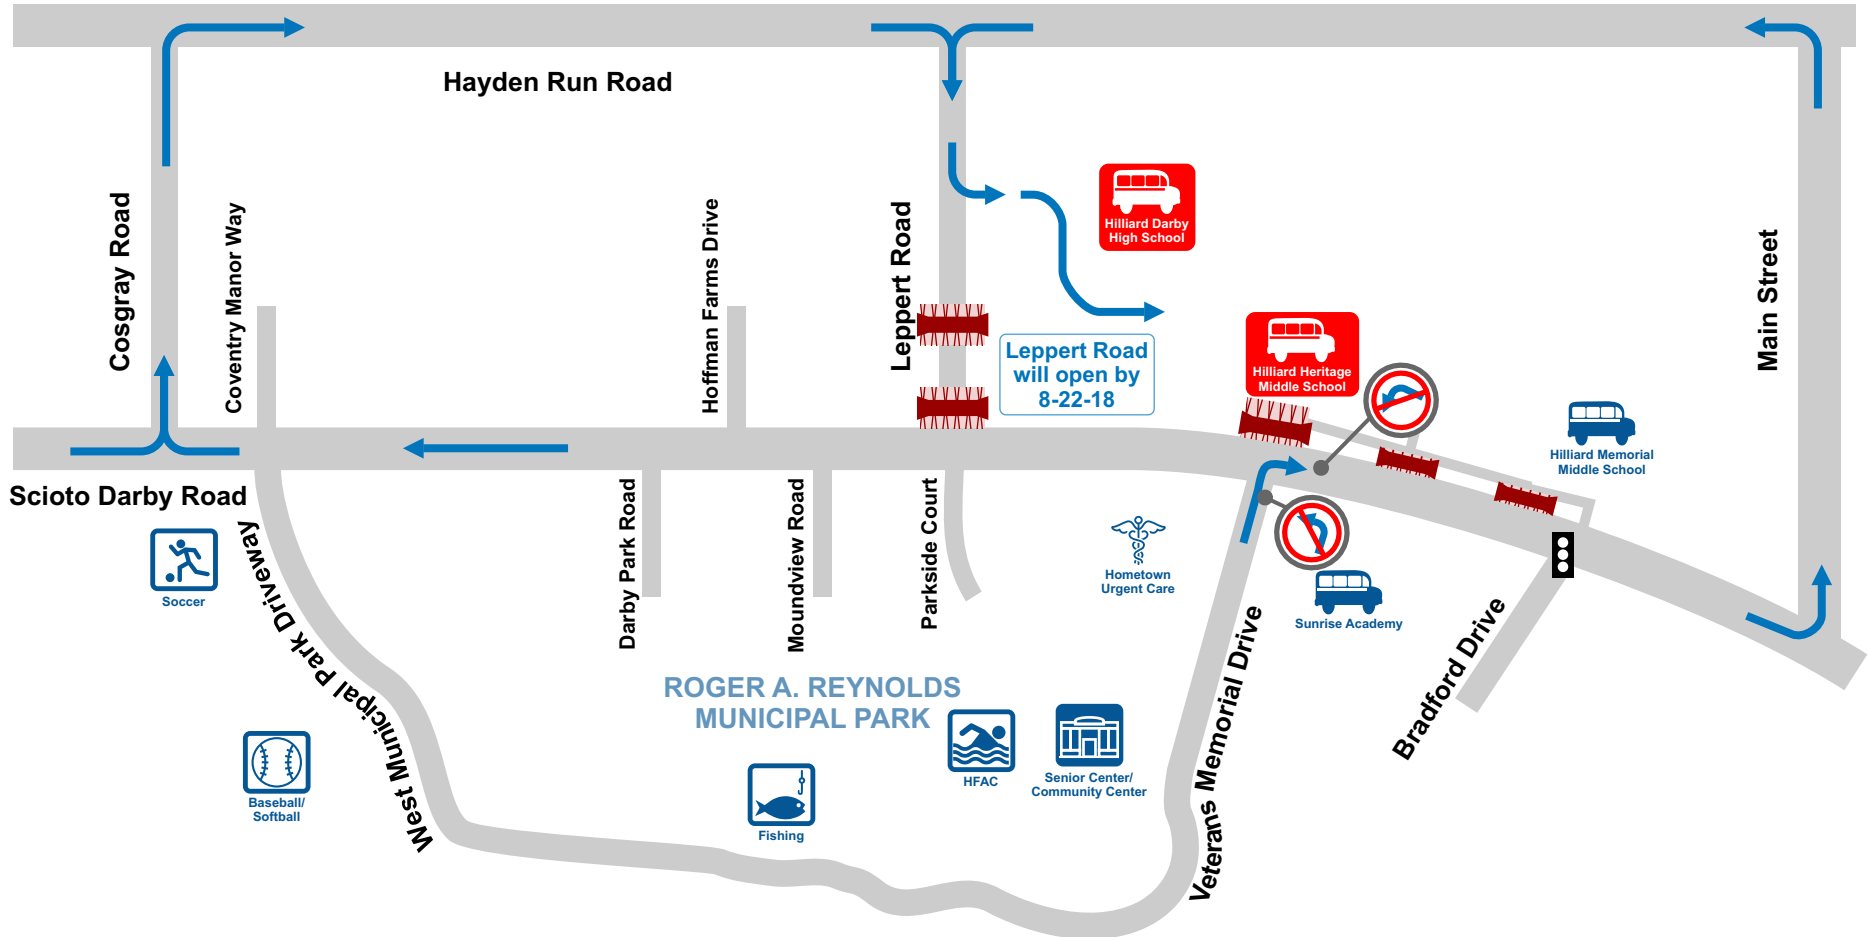 Hayden Run Road
Cosgray Road
Coventry Manor Way
Hoffman Farms Drive
Leppert Road
Hilliard Darby
High School
Main Street
Leppert Road
will open by
8-22-18
Hilliard Heritage
Middle School
Hilliard Memorial
Middle School
Scioto Darby Road
Soccer
West Municipal Park Driveway
Darby Park Road
Moundview Road
Parkside Court
Hometown
Urgent Care
Sunrise Academy
Veterans Memorial Drive
Bradford Drive
ROGER A. REYNOLDS
MUNICIPAL PARK
Baseball/
Softball
Fishing
HFAC
Senior Center/
Community Center